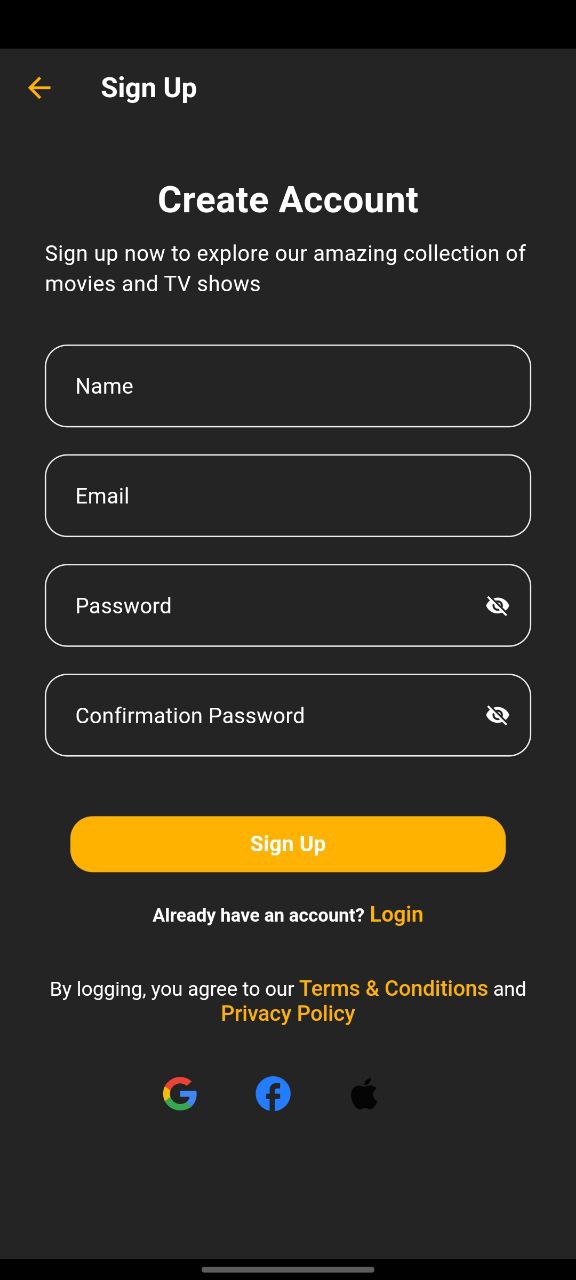 Sign Up
Create Account
Sign up now to explore our amazing collection of
movies and TV shows
Name
Email
Password
Confirmation Password
Sign Up
Already have an account? Login
By logging, you agree to our Terms & Conditions and
Privacy Policy